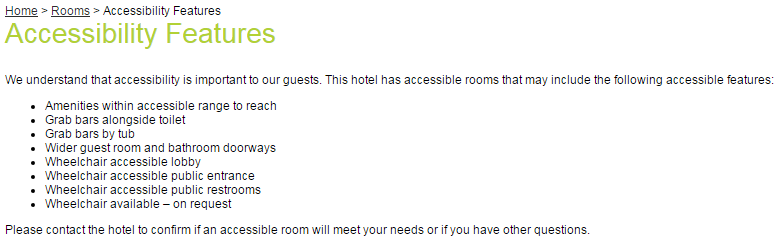 Home > Rooms > Accessibility Features
Accessibility Features
We understand that accessibility is important to our guests. This hotel has accessible rooms that may include the following accessible features:
• Amenities within accessible range to reach
• Grab bars alongside toilet
• Grab bars by tub
• Wider guest room and bathroom doorways
• Wheelchair accessible lobby
• Wheelchair accessible public entrance
• Wheelchair accessible public restrooms
• Wheelchair available – on request
Please contact the hotel to confirm if an accessible room will meet your needs or if you have other questions.